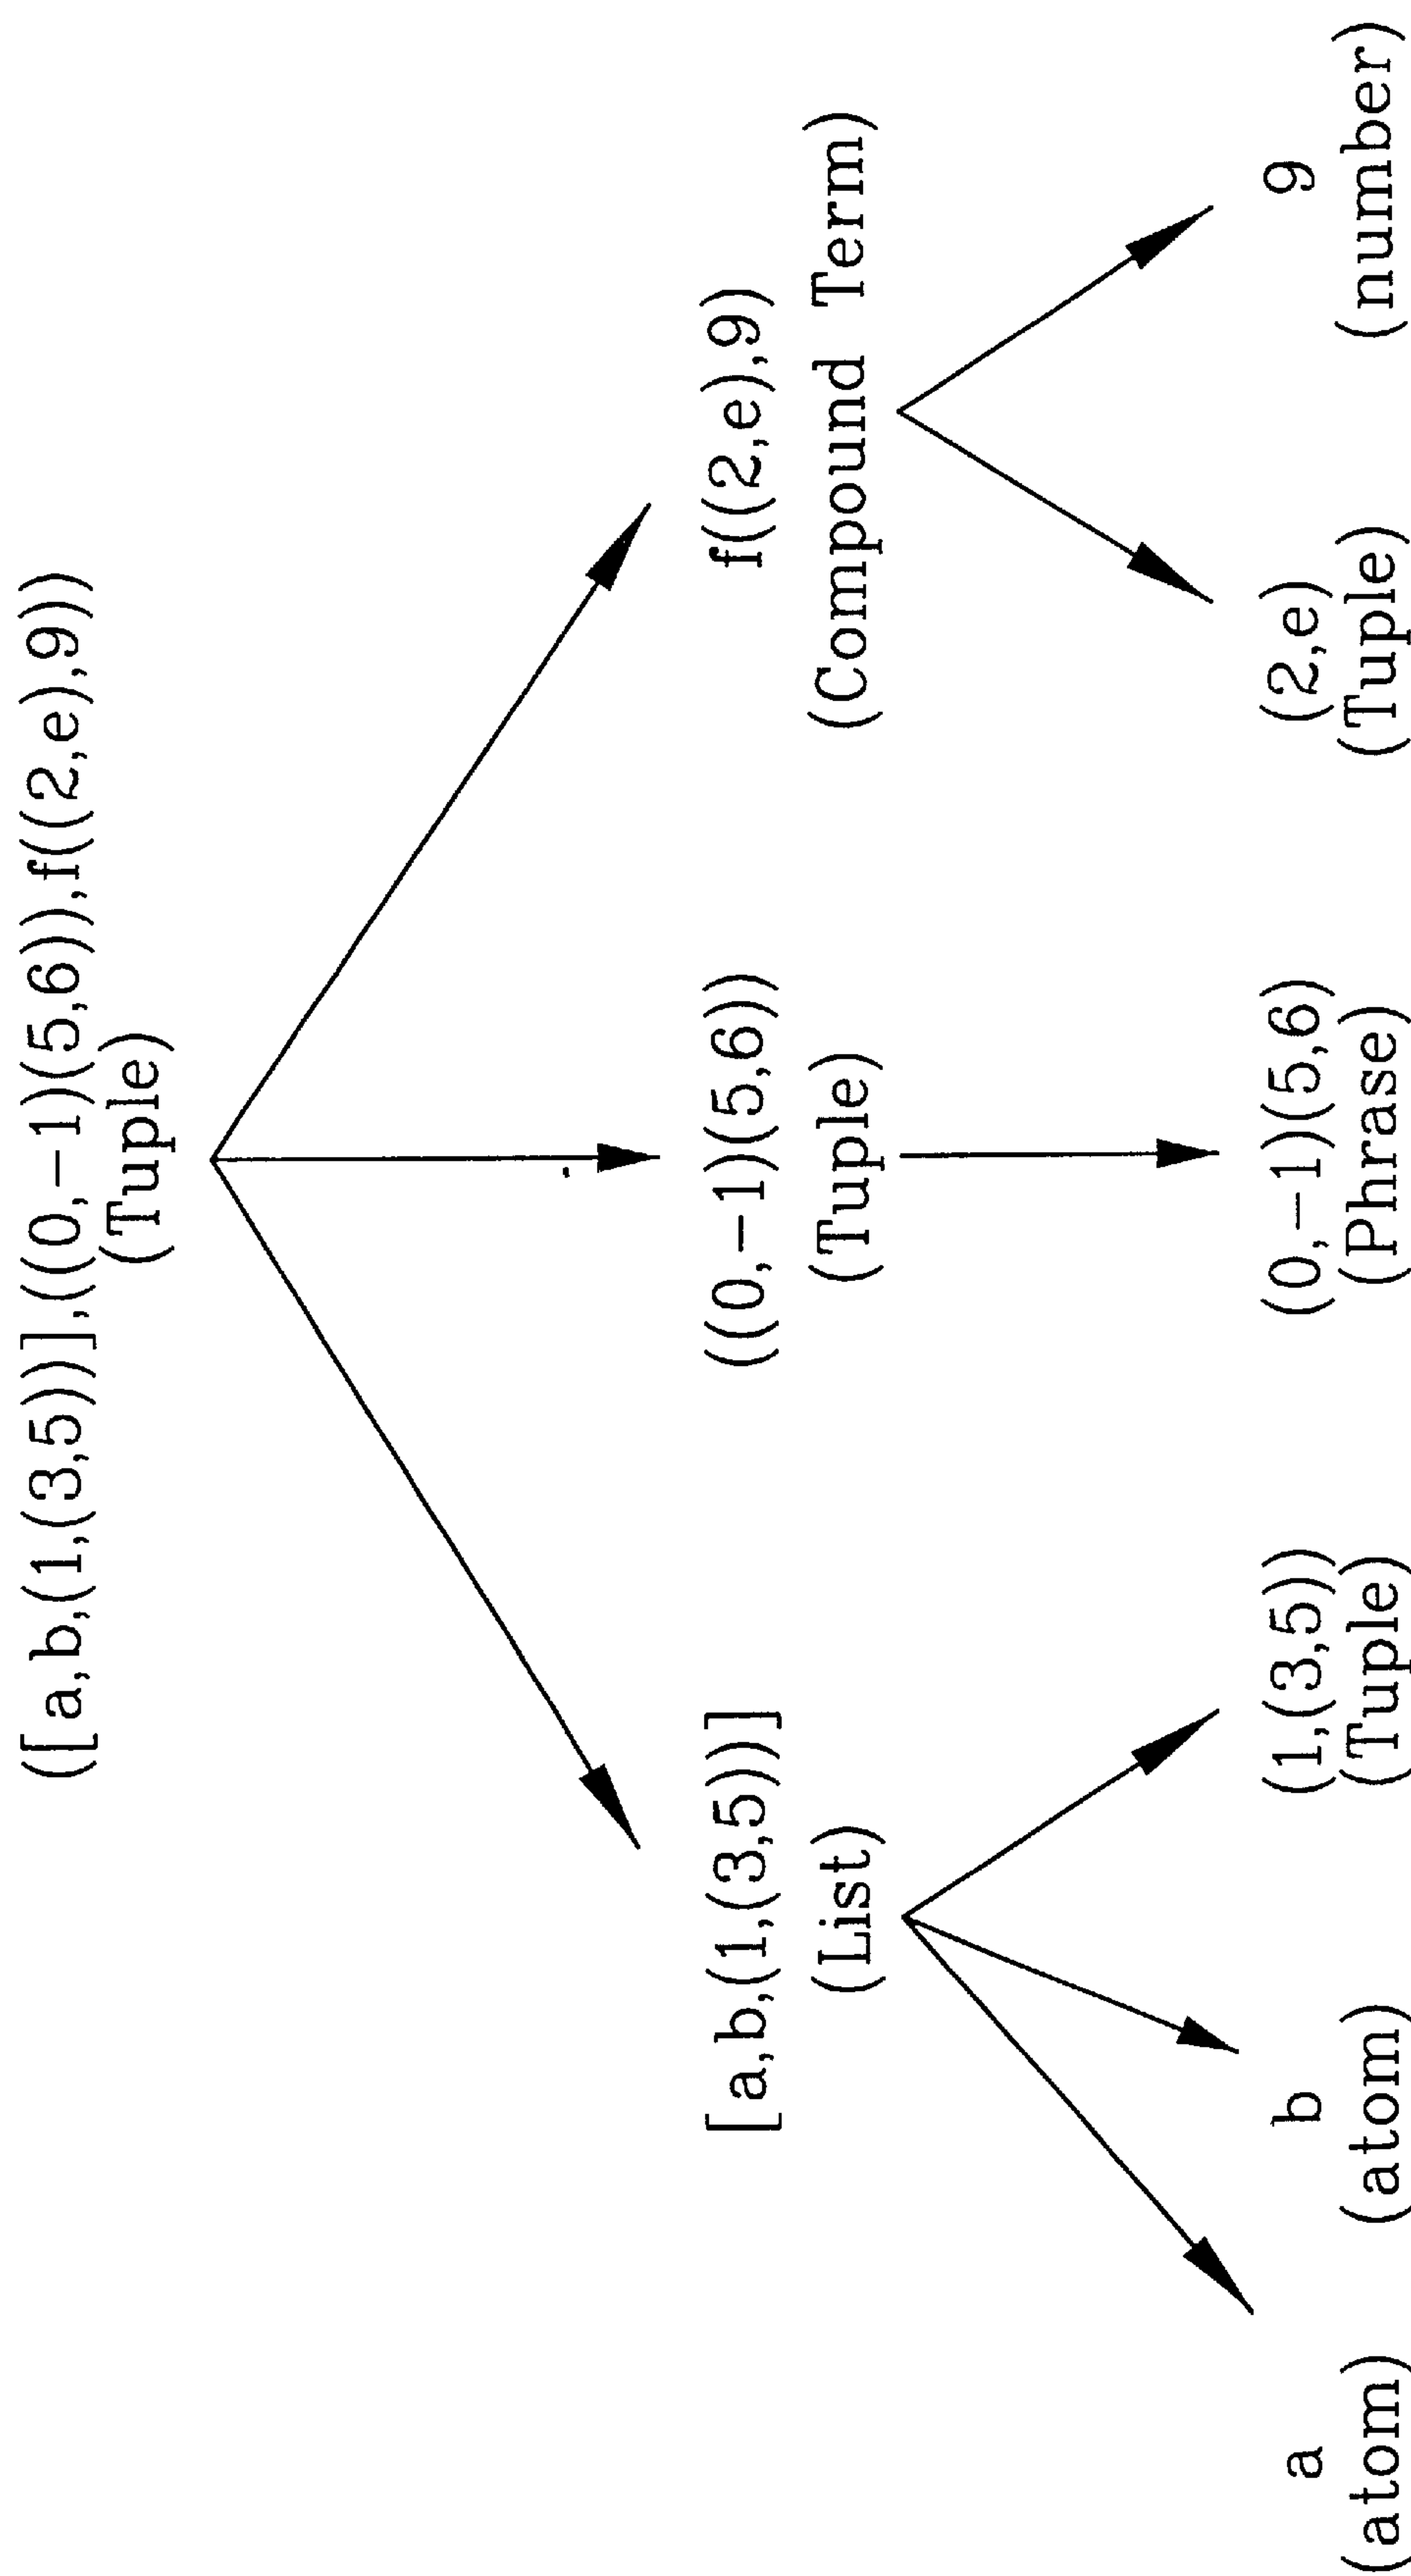 ([a,b,(1,(3,5))],((0,-1)(5,6)),f((2,e),9))
(Tuple)
[a,b,(1,(3,5))]
(List)
((0,-1)(5,6))
(Tuple)
f((2,e),9)
(Compound Term)
a
(atom)
b
(atom)
(1,(3,5))
(Tuple)
(0,-1)(5,6)
(Phrase)
(2,e)
(Tuple)
9
(number)